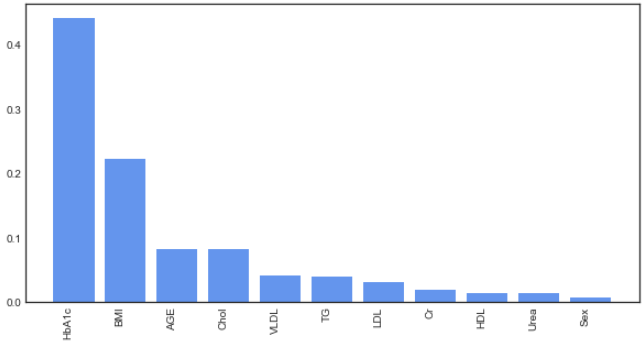 0.4
0.3
0.2
0.1
0.0
HbA1c
BMI
AGE
Chol
VLDL
TG
LDL
Cr
HDL
Urea
Sex